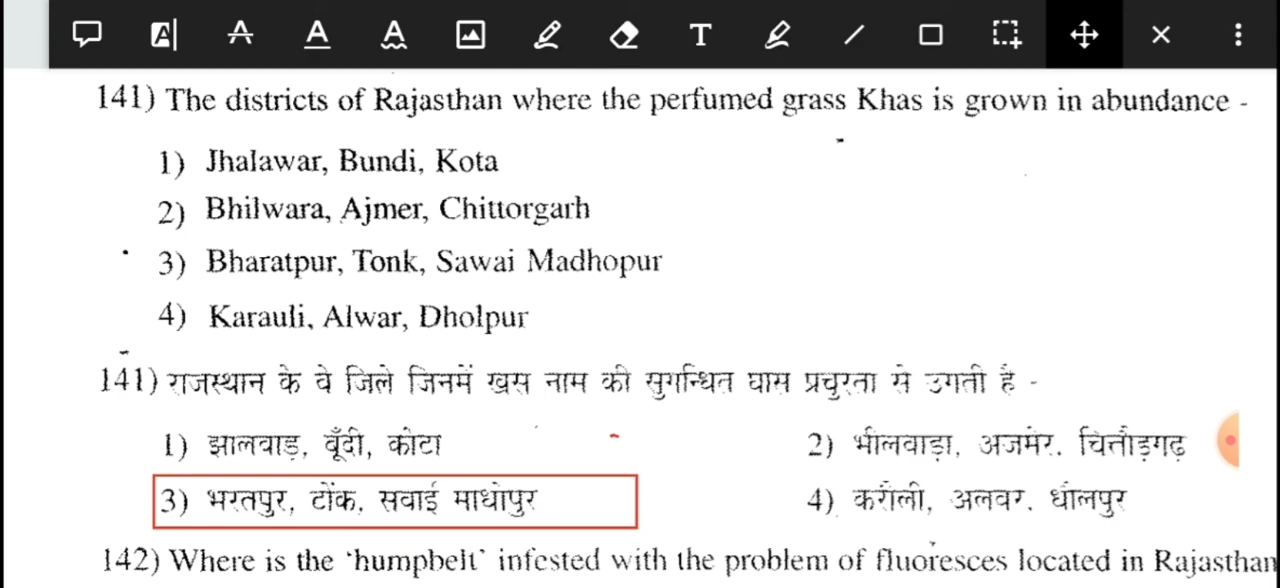 141) The districts of Rajasthan where the perfumed grass Khas is grown in abundance -
1) Jhalawar, Bundi, Kota
2) Bhilwara, Ajmer, Chittorgarh
3) Bharatpur, Tonk, Sawai Madhopur
4) Karauli, Alwar, Dholpur
141) राजस्थान के वे जिले जिनमें खस नाम की सुगन्धित घास प्रचुरता से उगती है -
1) झालवाड़, बूँदी, कोटा 2) भीलवाड़ा, अजमेर. चित्तौड़गढ़
3) भरतपुर, टोंक, सवाई माधोपुर 4) करौली, अलवर. धौलपुर
142) Where is the 'humpbelt' infested with the problem of fluoresces located in Rajasthan